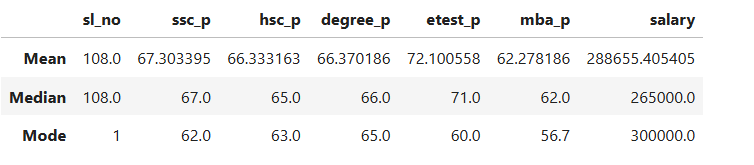 sl_no ssc_p hsc_p degree_p etest_p mba_p salary
Mean 108.0 67.303395 66.333163 66.370186 72.100558 62.278186 288655.405405
Median 108.0 67.0 65.0 66.0 71.0 62.0 265000.0
Mode 1 62.0 63.0 65.0 60.0 56.7 300000.0